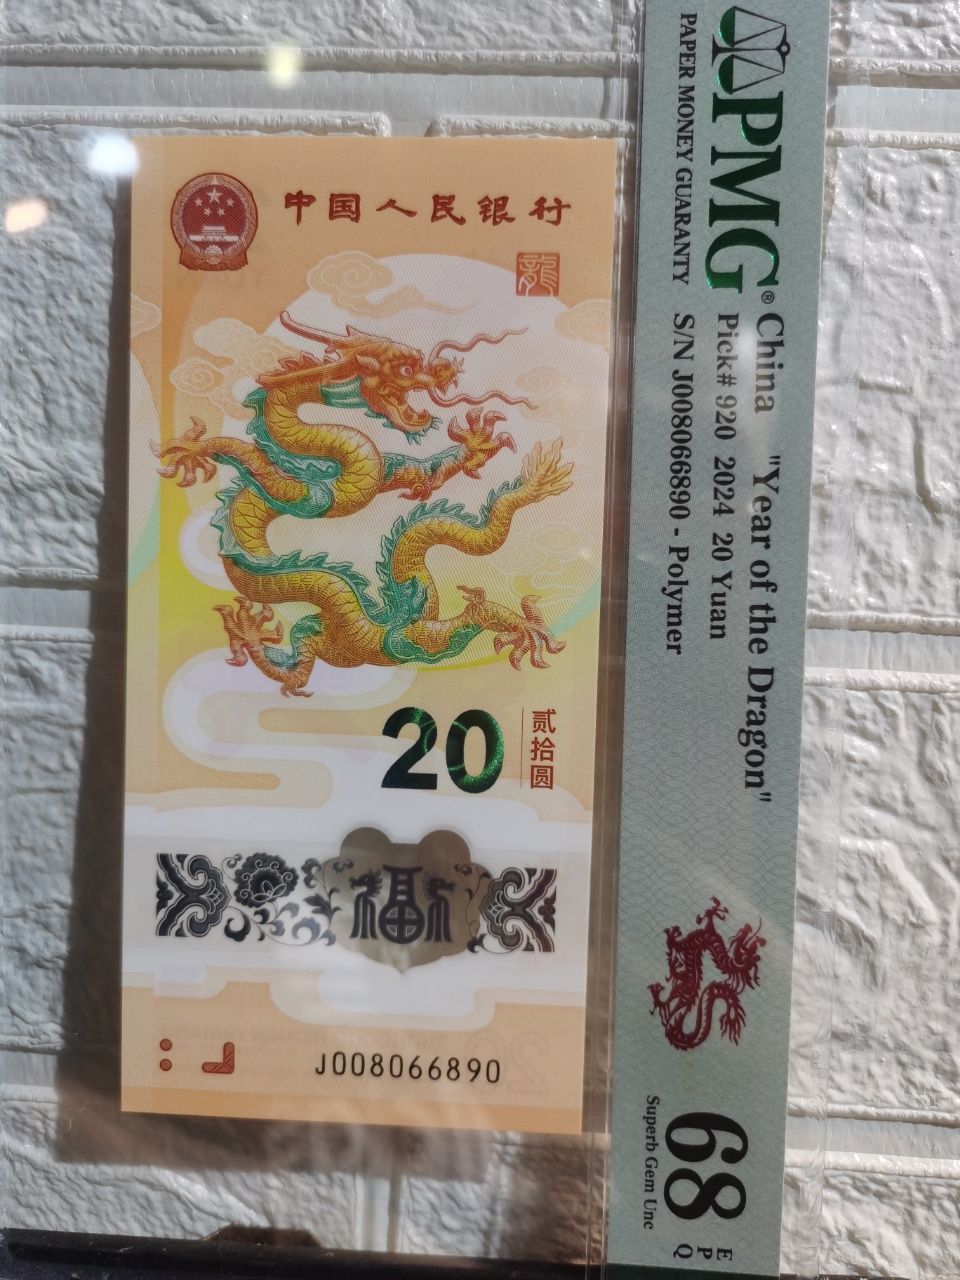 中国人民银行
龍
20
贰拾圆
福
J008066890
PMG®
PAPER MONEY GUARANTY
China "Year of the Dragon"
Pick# 920 2024 20 Yuan
S/N J008066890 - Polymer
68
EPQ
Superb Gem Unc